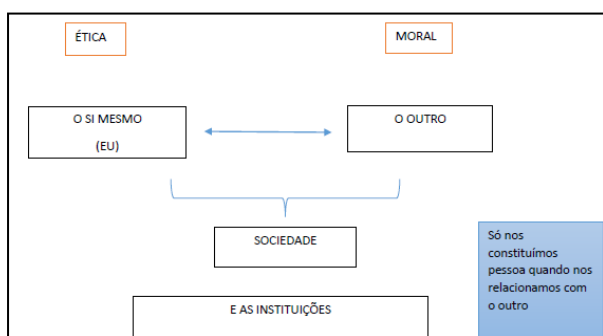 ÉTICA
MORAL
O SI MESMO
(EU)
O OUTRO
SOCIEDADE
Só nos
constituímos
pessoa quando nos
relacionamos com
o outro
E AS INSTITUIÇÕES